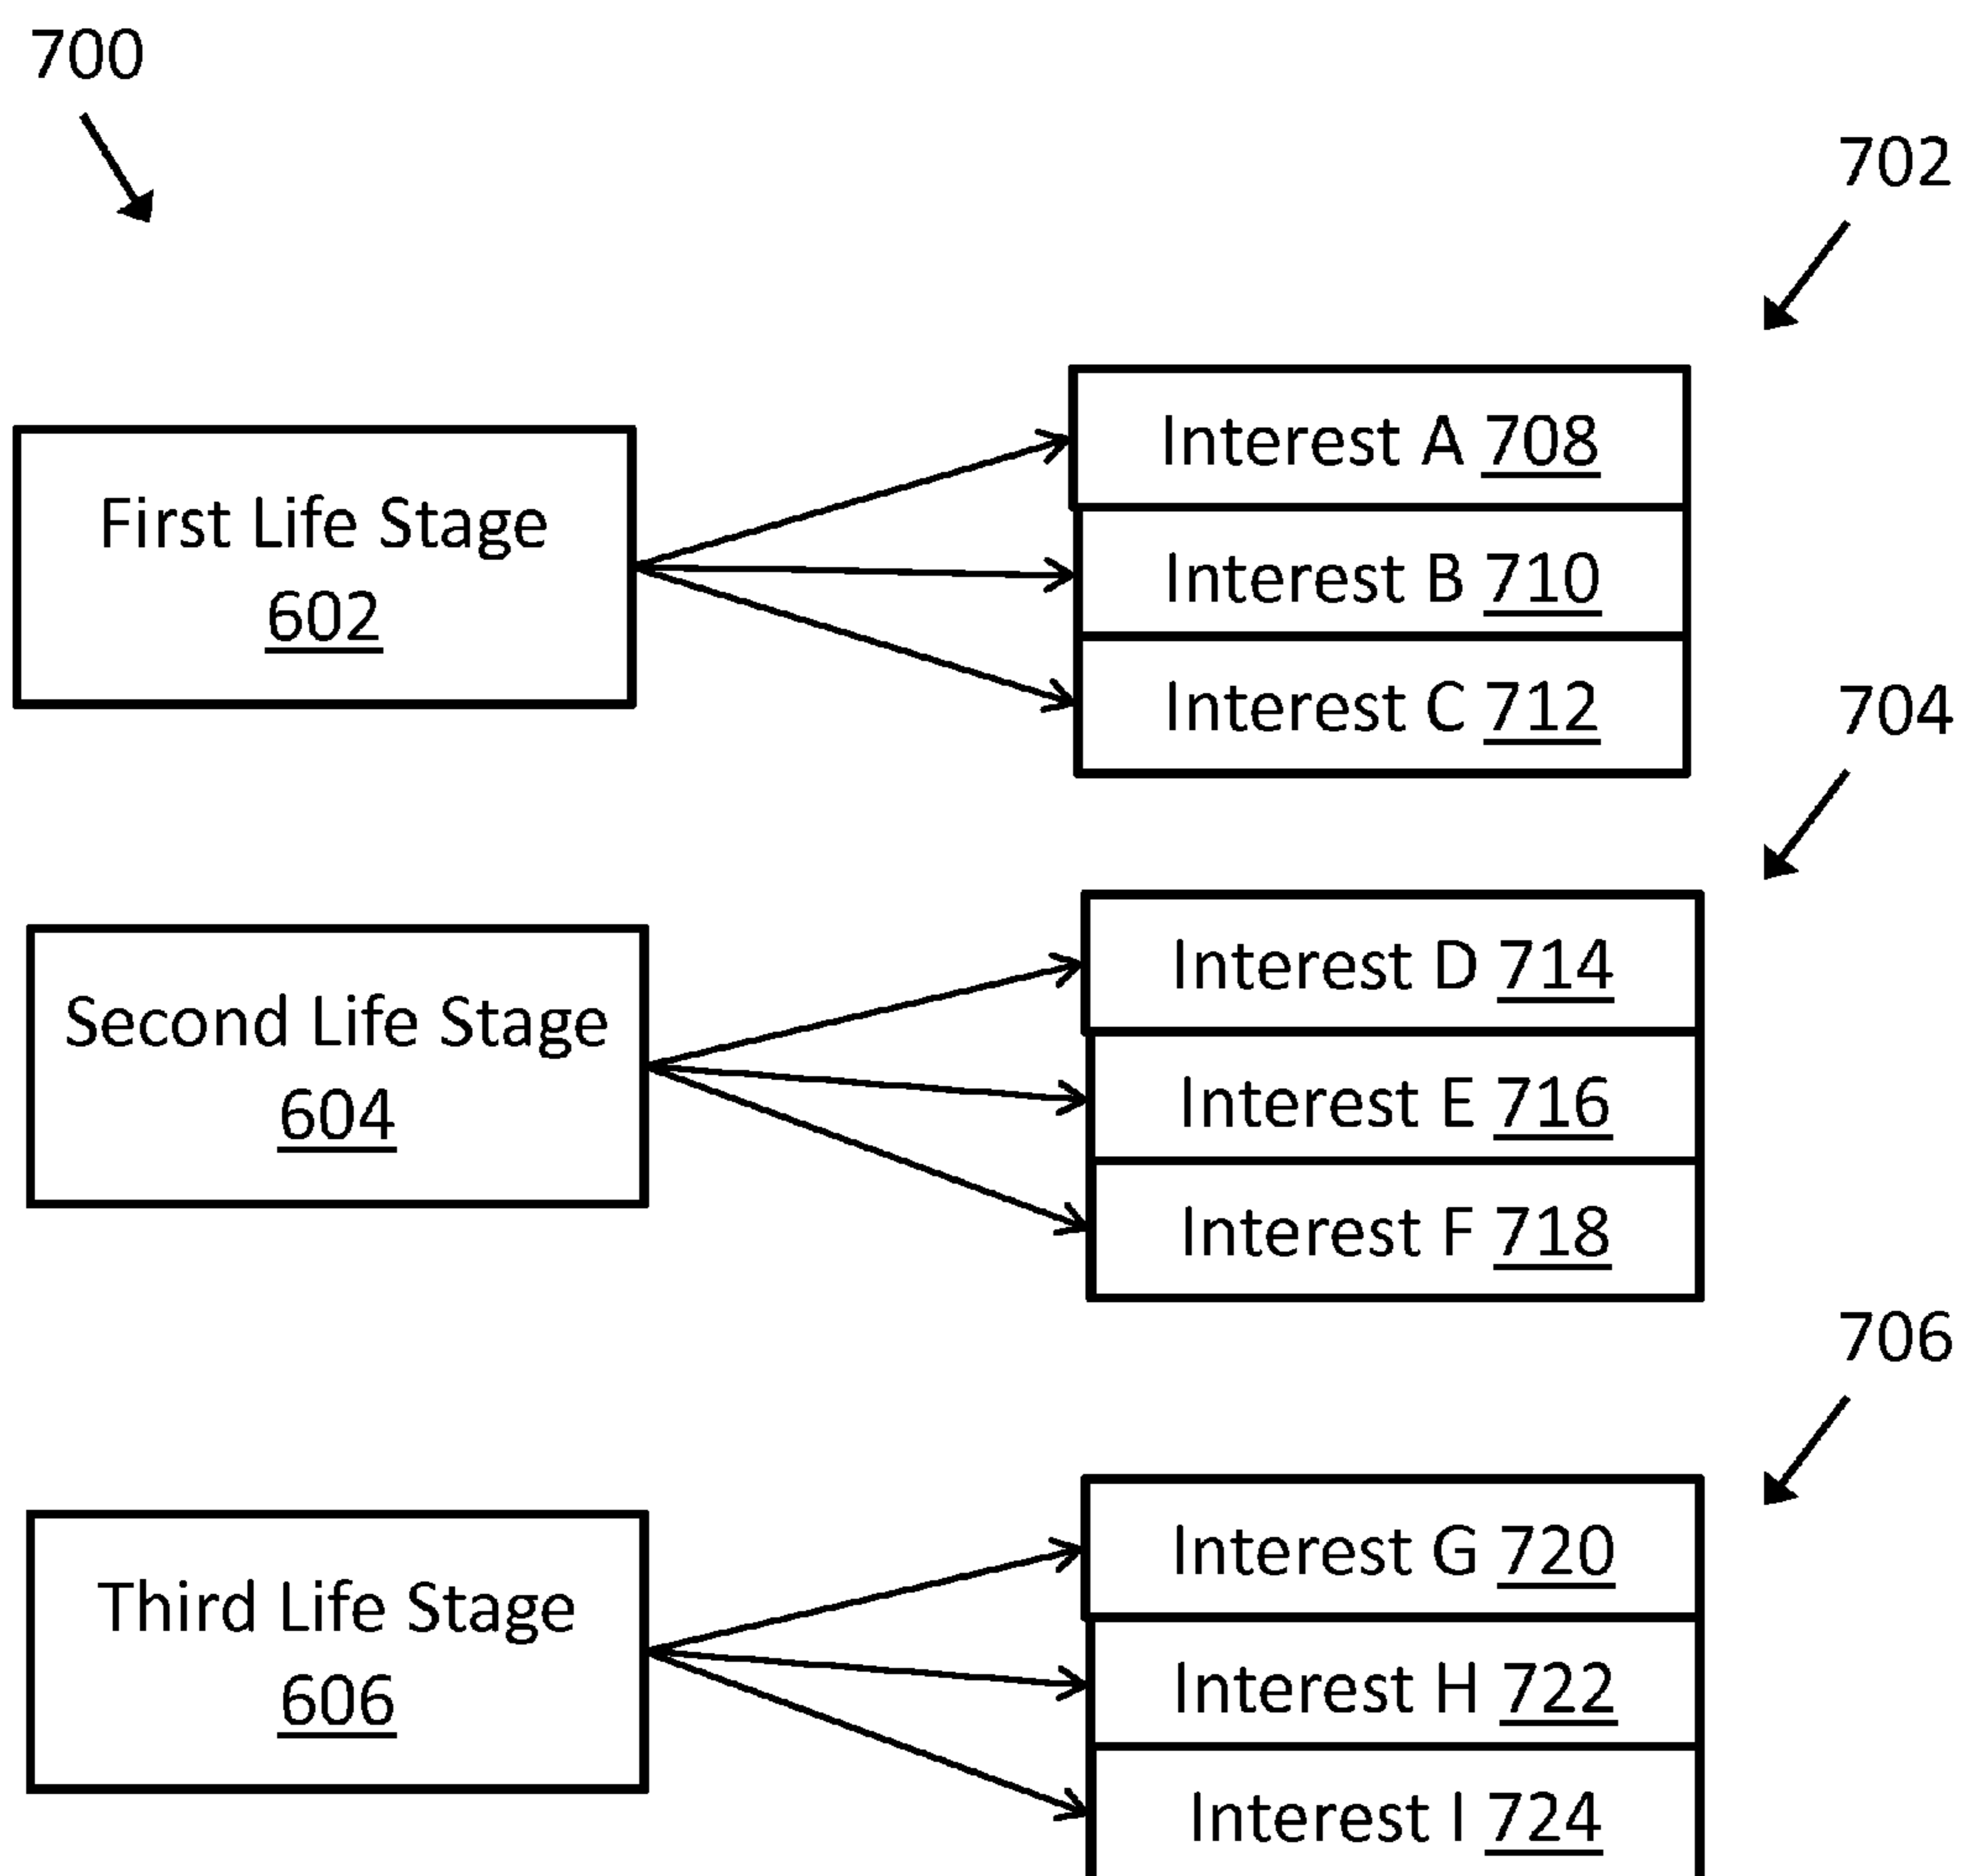 700
702
First Life Stage
602
Interest A 708
Interest B 710
Interest C 712
704
Second Life Stage
604
Interest D 714
Interest E 716
Interest F 718
706
Third Life Stage
606
Interest G 720
Interest H 722
Interest I 724